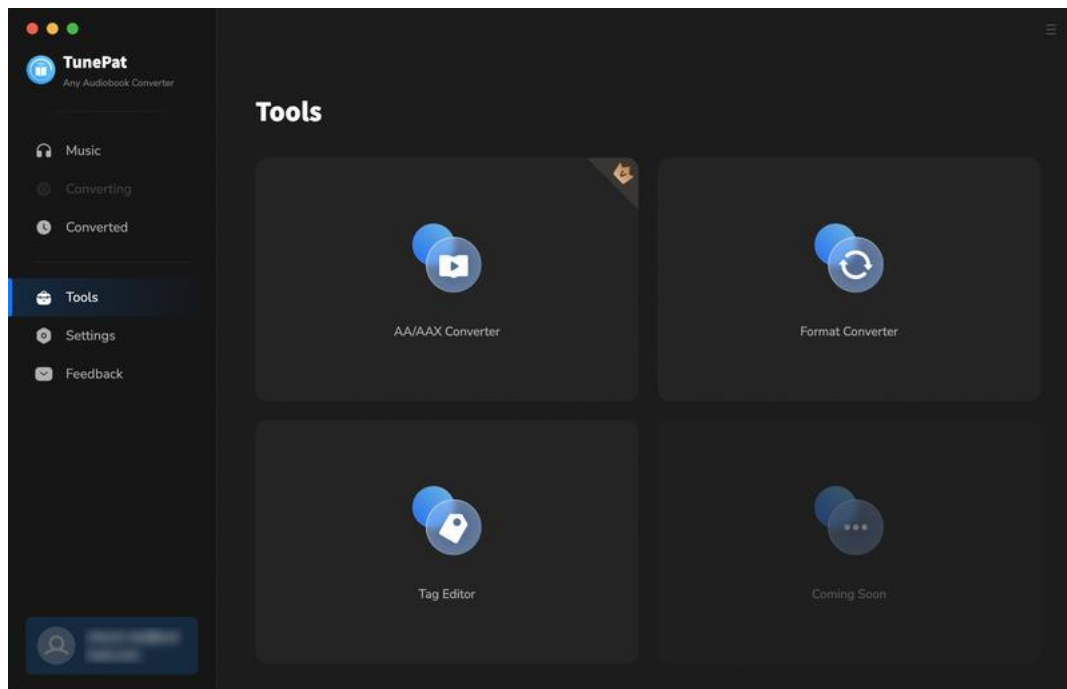 TunePat
Any Audiobook Converter
Music
Converting
Converted
Tools
Settings
Feedback
Tools
AA/AAX Converter
Format Converter
Tag Editor
Coming Soon